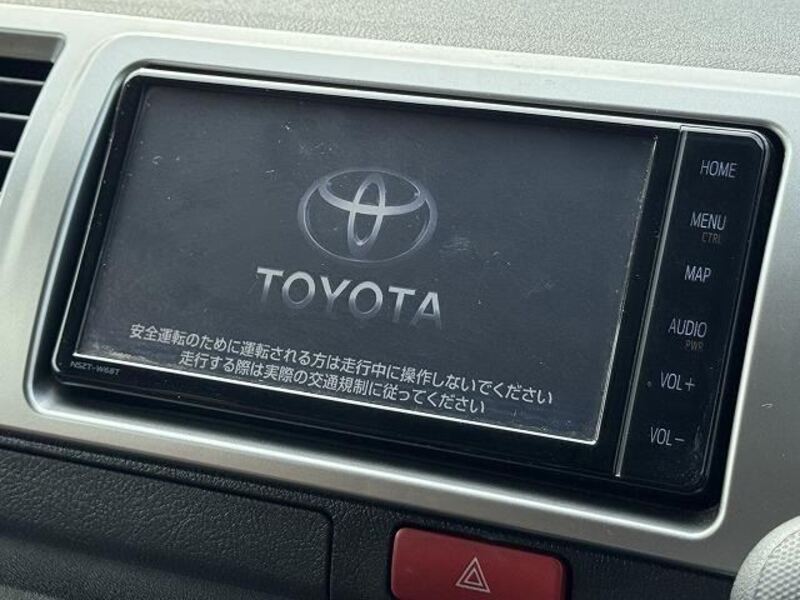 TOYOTA
安全運転のために運転される方は走行中に操作しないでください
走行する際は実際の交通規制に従ってください
NSZT-W68T
HOME
MENU
CTRL
MAP
AUDIO
PWR
VOL+
VOL-